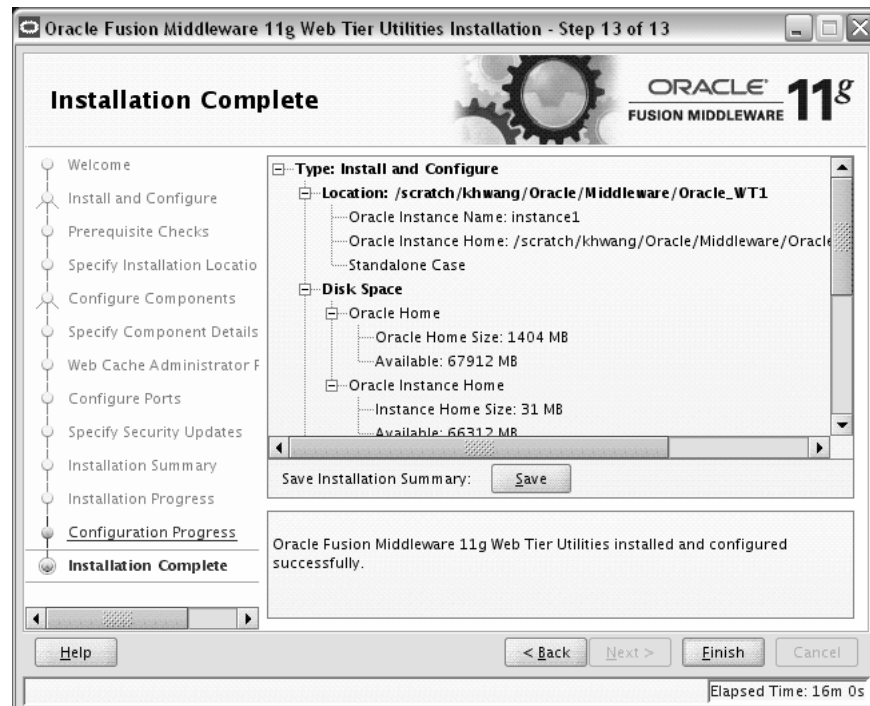 Oracle Fusion Middleware 11g Web Tier Utilities Installation - Step 13 of 13
Installation Complete
ORACLE
FUSION MIDDLEWARE
11g
Welcome
Install and Configure
Prerequisite Checks
Specify Installation Locatio
Configure Components
Specify Component Details
Web Cache Administrator P
Configure Ports
Specify Security Updates
Installation Summary
Installation Progress
Configuration Progress
Installation Complete
Type: Install and Configure
Location: /scratch/khwang/Oracle/Middleware/Oracle_WT1
Oracle Instance Name: instance1
Oracle Instance Home: /scratch/khwang/Oracle/Middleware/Oracle
Standalone Case
Disk Space
Oracle Home
Oracle Home Size: 1404 MB
Available: 67912 MB
Oracle Instance Home
Instance Home Size: 31 MB
Available: 66312 MB
Save Installation Summary: Save
Oracle Fusion Middleware 11g Web Tier Utilities installed and configured
successfully.
Help < Back Next > Finish Cancel
Elapsed Time: 16m 0s